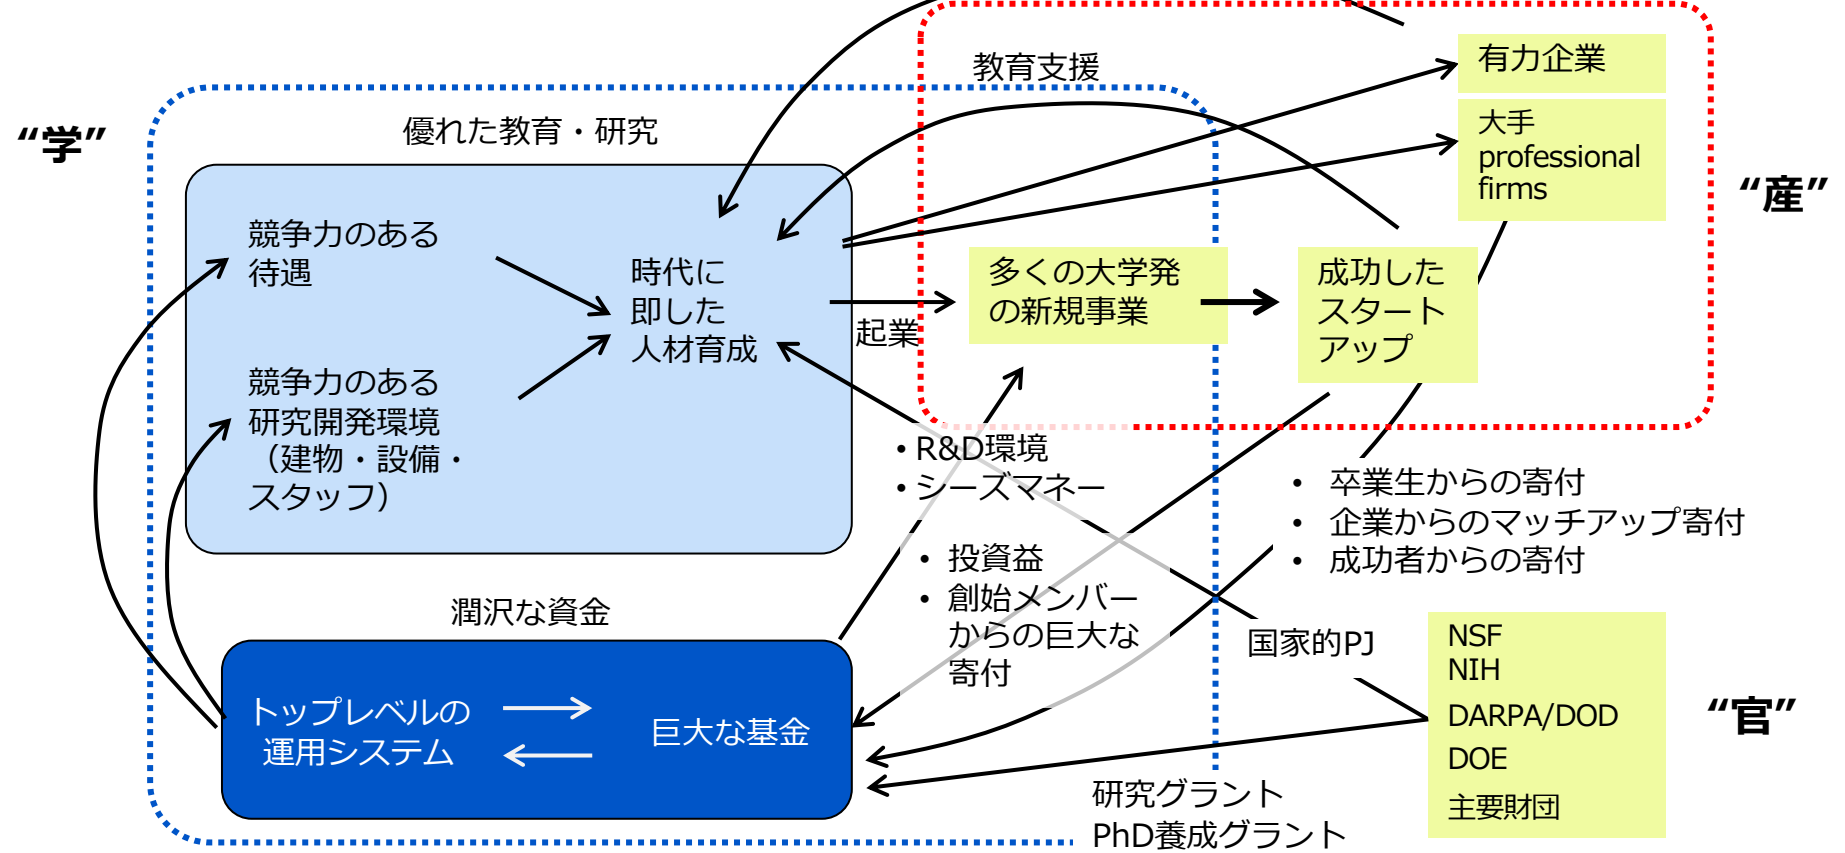 教育支援
有力企業
“学”
優れた教育・研究
大手
professional
firms
“産”
競争力のある
待遇
時代に
即した
人材育成
起業
多くの大学発
の新規事業
成功した
スタート
アップ
競争力のある
研究開発環境
（建物・設備・
スタッフ）
• R&D環境
• シーズマネー
• 卒業生からの寄付
• 企業からのマッチアップ寄付
• 成功者からの寄付
• 投資益
• 創始メンバー
からの巨大な
寄付
潤沢な資金
国家的PJ
トップレベルの
運用システム
巨大な基金
NSF
NIH
DARPA/DOD
DOE
主要財団
“官”
研究グラント
PhD養成グラント